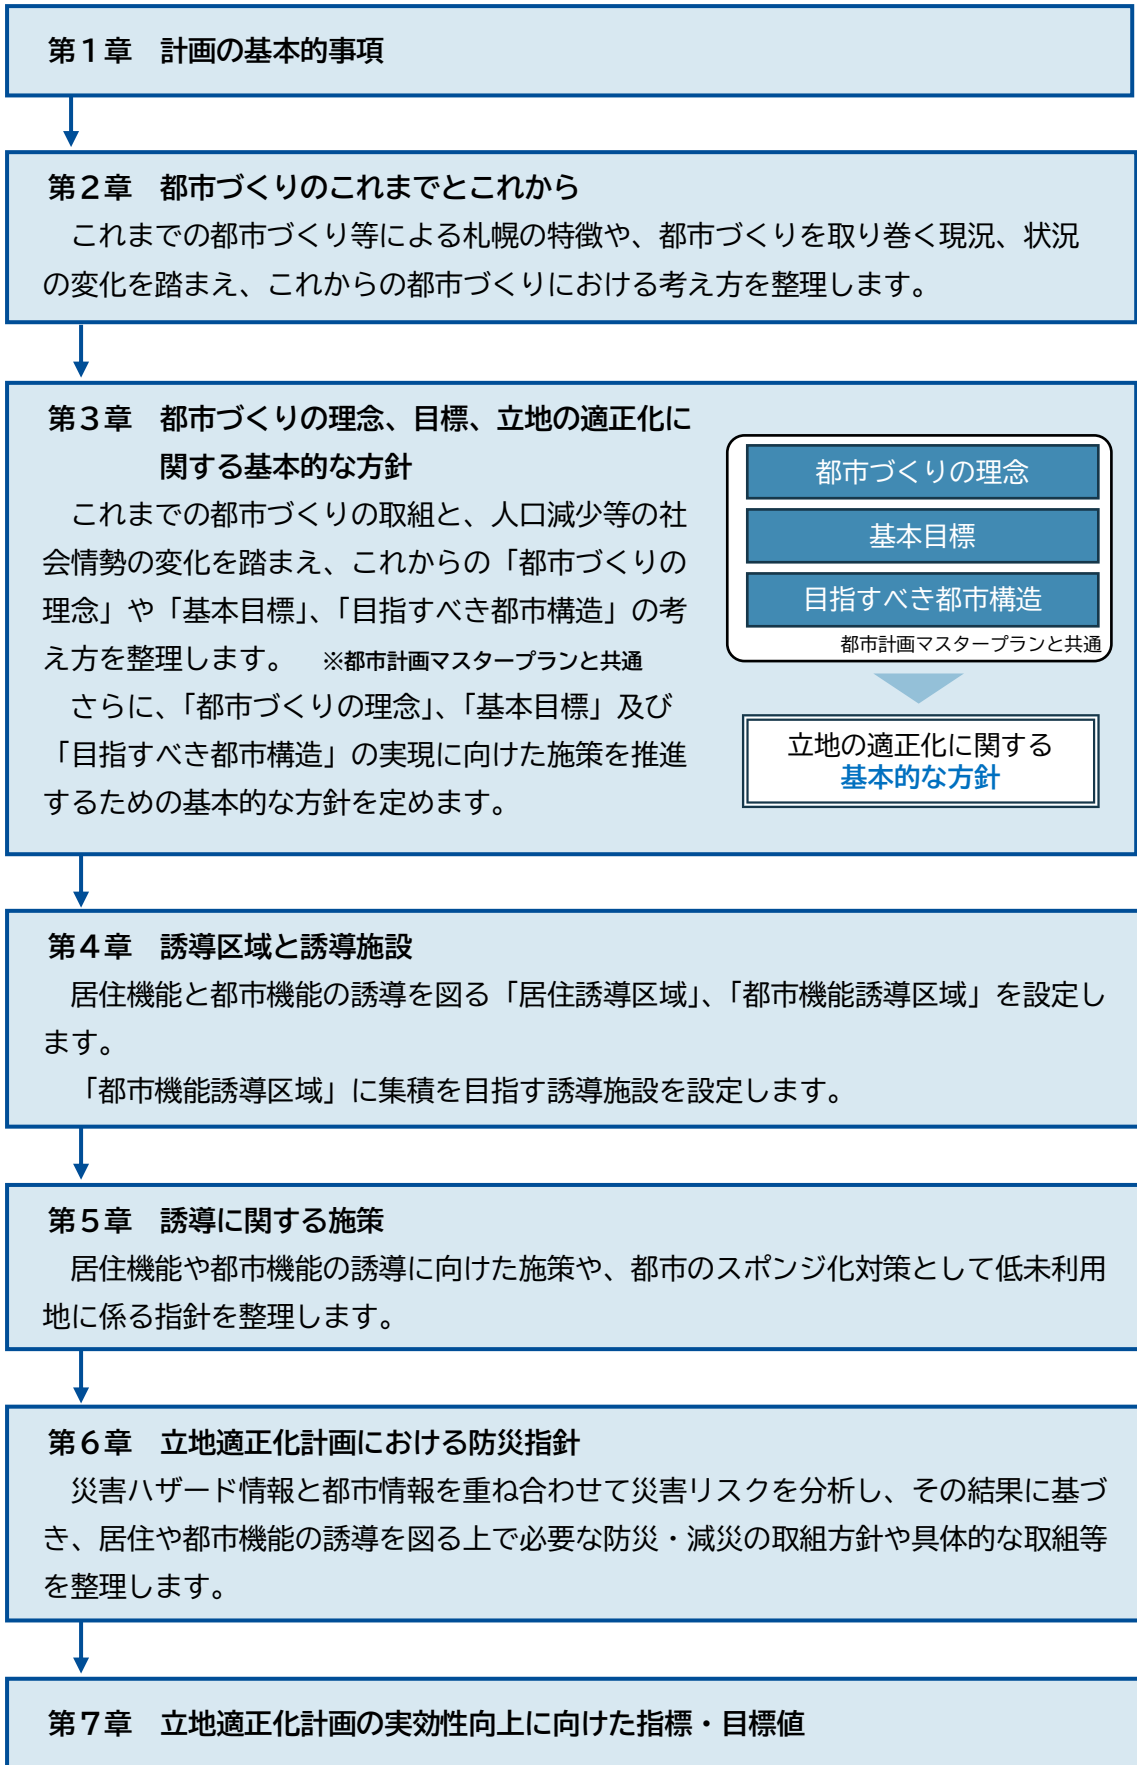 第1章 計画の基本的事項
第2章 都市づくりのこれまでとこれから
これまでの都市づくり等による札幌の特徴や、都市づくりを取り巻く現況、状況
の変化を踏まえ、これからの都市づくりにおける考え方を整理します。
第3章 都市づくりの理念、目標、立地の適正化に
関する基本的な方針
これまでの都市づくりの取組と、人口減少等の社
会情勢の変化を踏まえ、これからの「都市づくりの
理念」や「基本目標」、「目指すべき都市構造」の考
え方を整理します。 ※都市計画マスタープランと共通
さらに、「都市づくりの理念」、「基本目標」及び
「目指すべき都市構造」の実現に向けた施策を推進
するための基本的な方針を定めます。
都市づくりの理念
基本目標
目指すべき都市構造
都市計画マスタープランと共通
立地の適正化に関する
基本的な方針
第4章 誘導区域と誘導施設
居住機能と都市機能の誘導を図る「居住誘導区域」、「都市機能誘導区域」を設定し
ます。
「都市機能誘導区域」に集積を目指す誘導施設を設定します。
第5章 誘導に関する施策
居住機能や都市機能の誘導に向けた施策や、都市のスポンジ化対策として低未利用
地に係る指針を整理します。
第6章 立地適正化計画における防災指針
災害ハザード情報と都市情報を重ね合わせて災害リスクを分析し、その結果に基づ
き、居住や都市機能の誘導を図る上で必要な防災・減災の取組方針や具体的な取組等
を整理します。
第7章 立地適正化計画の実効性向上に向けた指標・目標値